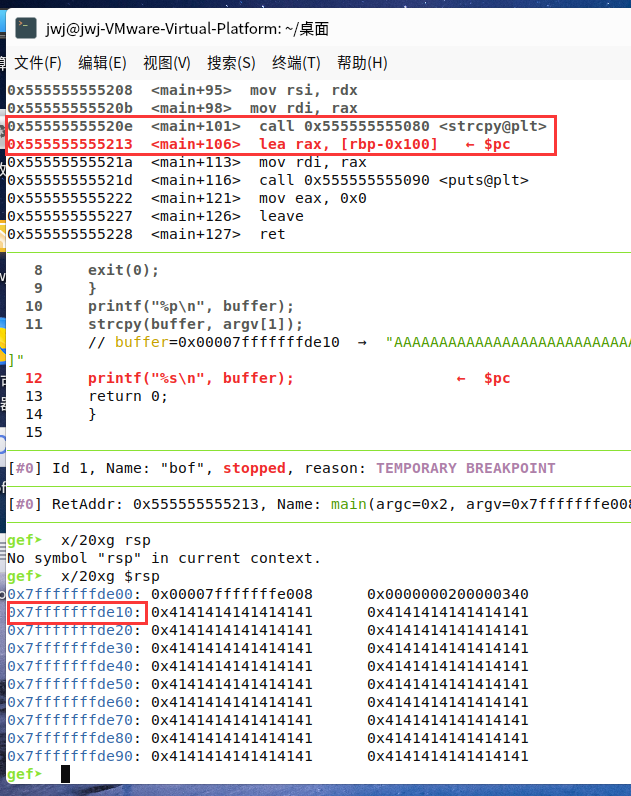 jwj@jwj-VMware-Virtual-Platform: ~/桌面
文件(F) 编辑(E) 视图(V) 搜索(S) 终端(T) 帮助(H)
0x555555555208 <main+95> mov rsi, rdx
0x55555555520b <main+98> mov rdi, rax
0x55555555520e <main+101> call 0x555555555080 <strcpy@plt>
0x555555555213 <main+106> lea rax, [rbp-0x100] ← $pc
0x55555555521a <main+113> mov rdi, rax
0x55555555521d <main+116> call 0x555555555090 <puts@plt>
0x555555555222 <main+121> mov eax, 0x0
0x555555555227 <main+126> leave
0x555555555228 <main+127> ret
8 exit(0);
9 }
10 printf("%p\n", buffer);
11 strcpy(buffer, argv[1]);
// buffer=0x00007fffffffde10 → "AAAAAAAAAAAAAAAAAAAAAAAAAAA
]"
12 printf("%s\n", buffer); ← $pc
13 return 0;
14 }
15
[#0] Id 1, Name: "bof", stopped, reason: TEMPORARY BREAKPOINT
[#0] RetAddr: 0x555555555213, Name: main(argc=0x2, argv=0x7fffffffe008
gef➤ x/20xg rsp
No symbol "rsp" in current context.
gef➤ x/20xg $rsp
0x7fffffffde00: 0x00007fffffffe008 0x0000000200000340
0x7fffffffde10: 0x4141414141414141 0x4141414141414141
0x7fffffffde20: 0x4141414141414141 0x4141414141414141
0x7fffffffde30: 0x4141414141414141 0x4141414141414141
0x7fffffffde40: 0x4141414141414141 0x4141414141414141
0x7fffffffde50: 0x4141414141414141 0x4141414141414141
0x7fffffffde60: 0x4141414141414141 0x4141414141414141
0x7fffffffde70: 0x4141414141414141 0x4141414141414141
0x7fffffffde80: 0x4141414141414141 0x4141414141414141
0x7fffffffde90: 0x4141414141414141 0x4141414141414141
gef➤